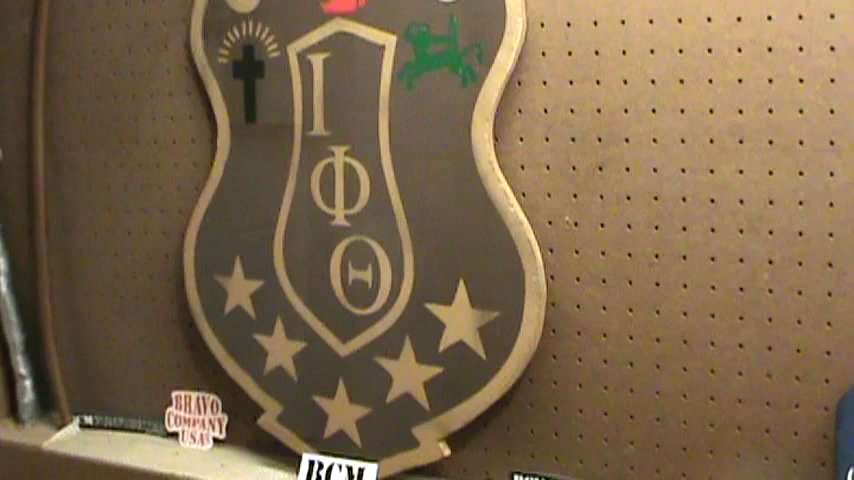 Ι
Φ
Θ
BRAVO
COMPANY
USA
BCM